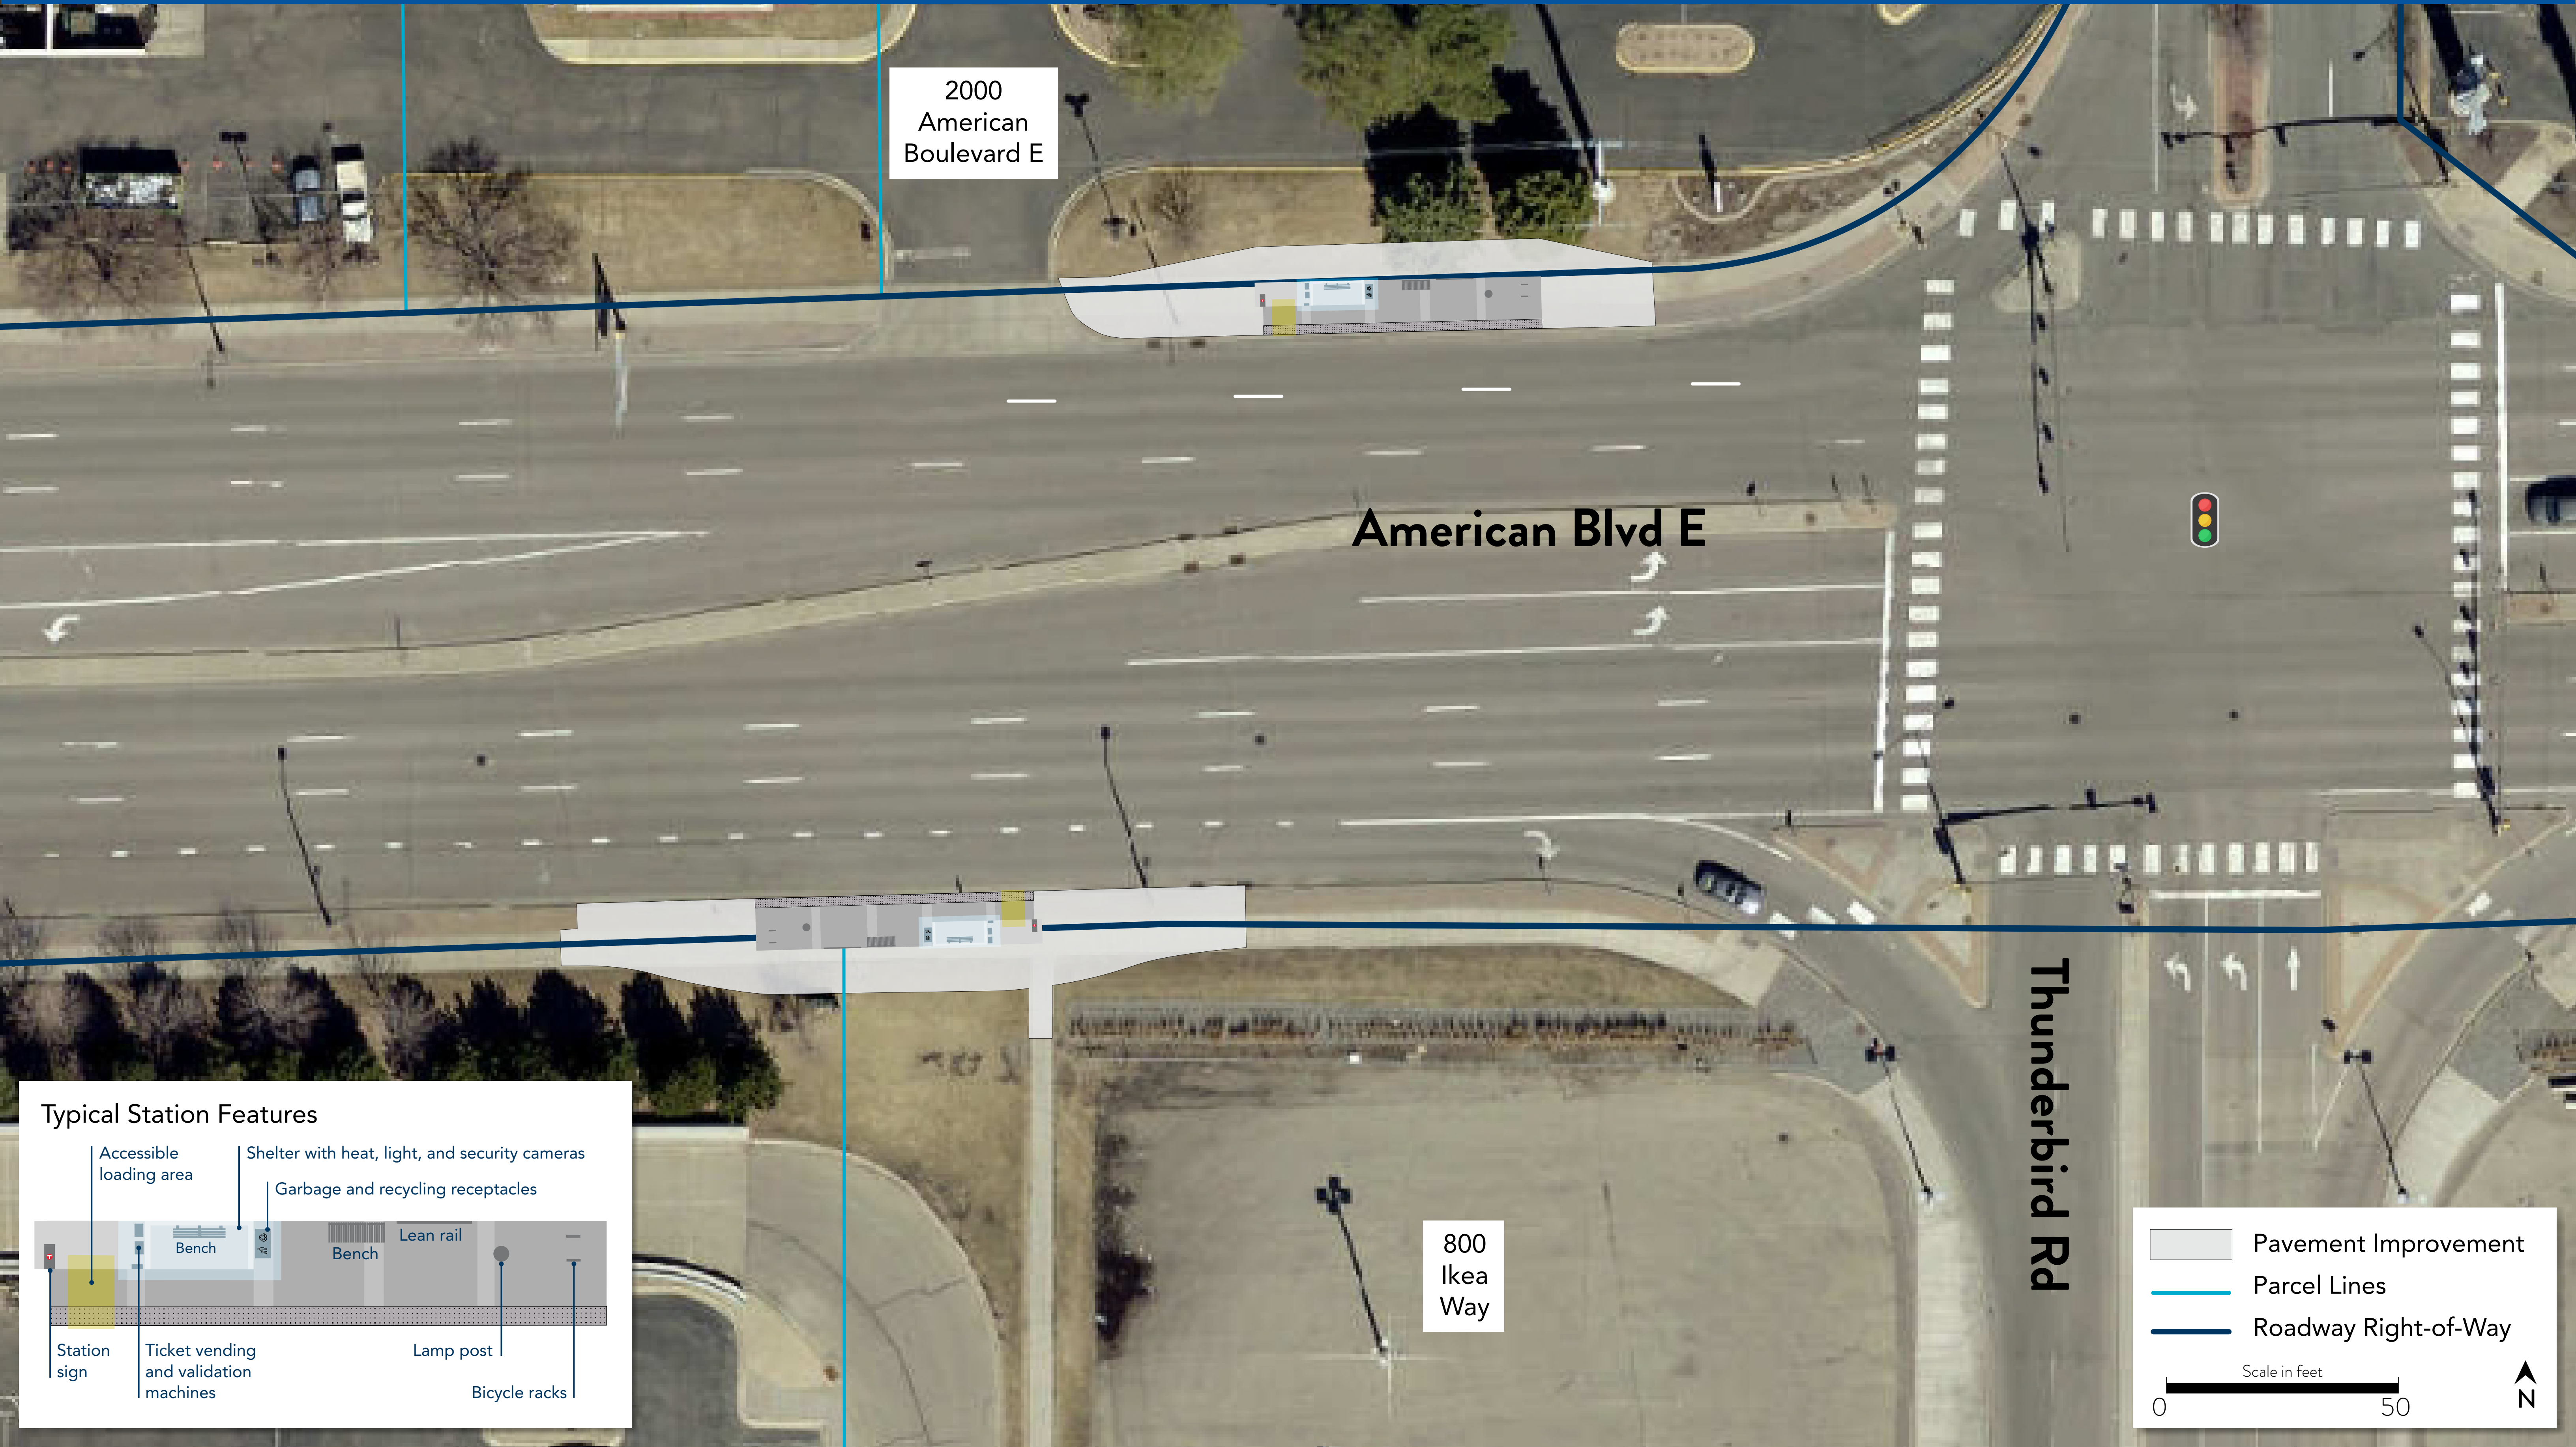 2000
American
Boulevard E
American Blvd E
Thunderbird Rd
800
Ikea
Way
Typical Station Features
Accessible
loading area
Shelter with heat, light, and security cameras
Garbage and recycling receptacles
Bench
Bench
Lean rail
Station
sign
Ticket vending
and validation
machines
Lamp post
Bicycle racks
Pavement Improvement
Parcel Lines
Roadway Right-of-Way
Scale in feet
0
50
N